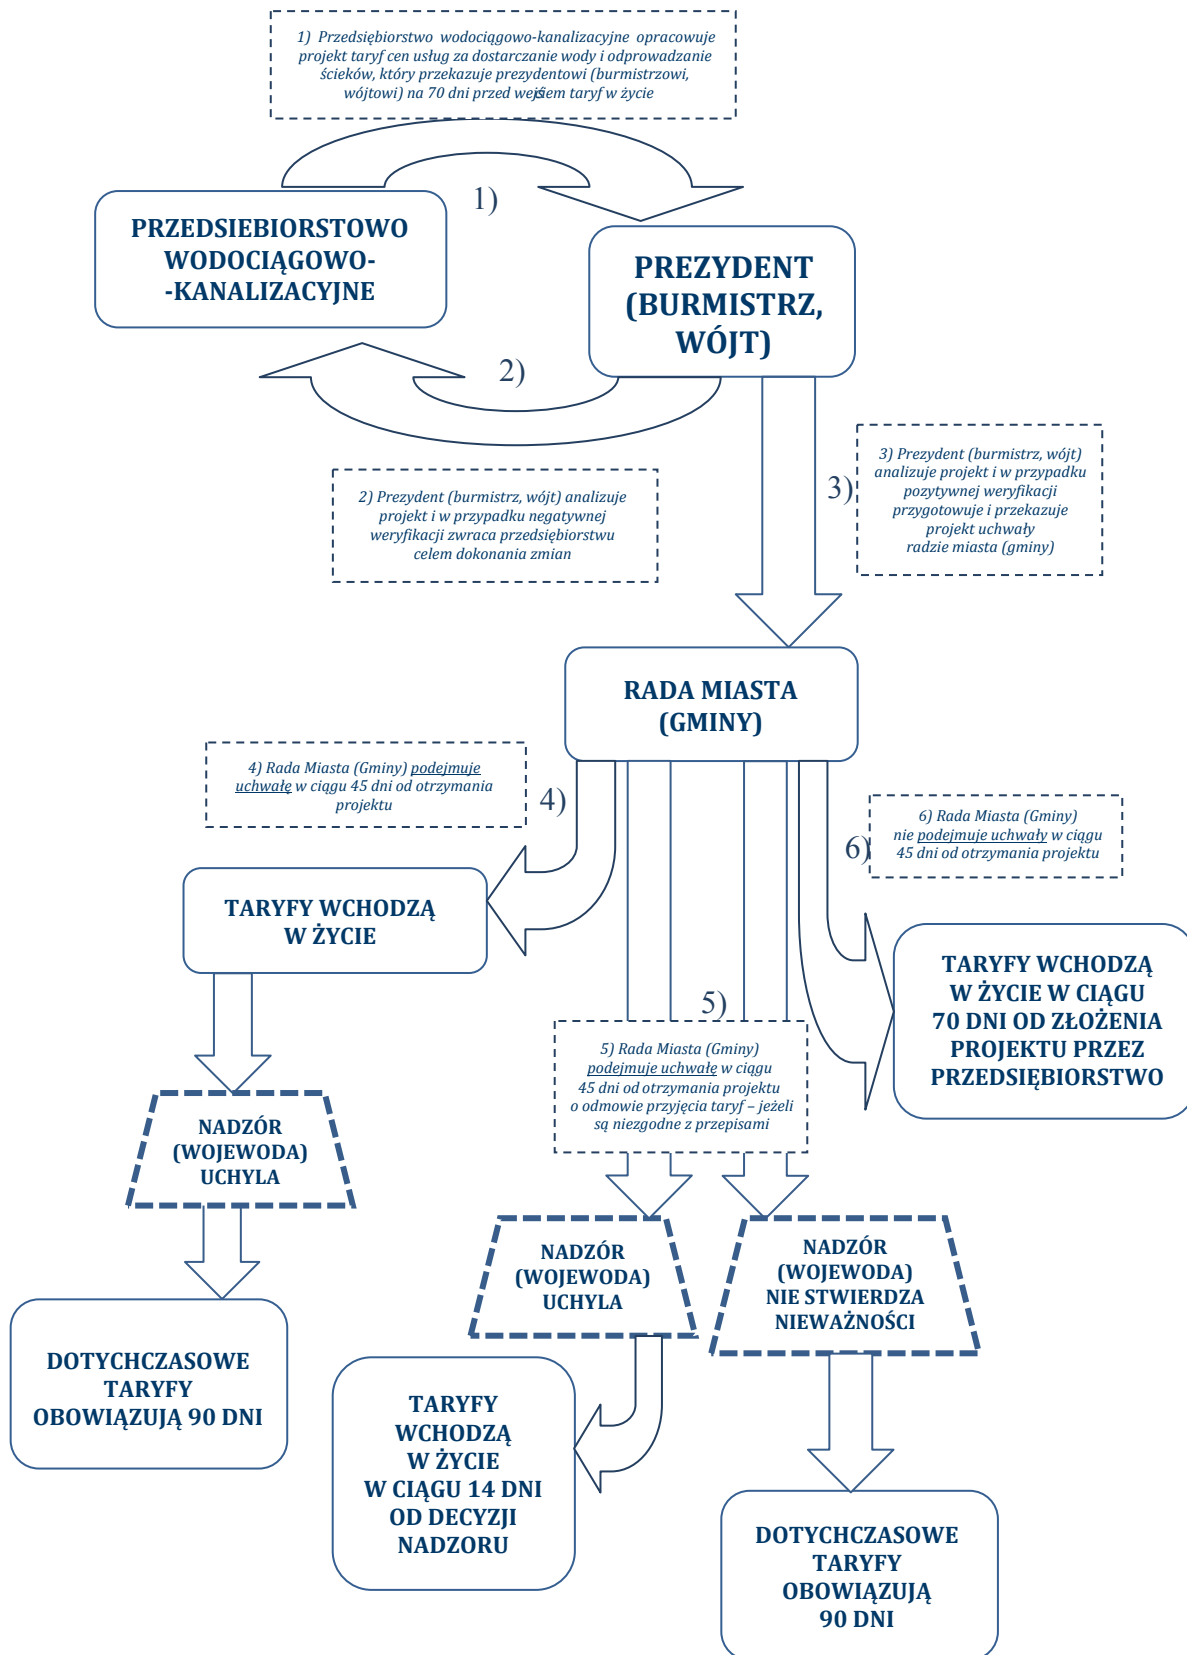 1) Przedsiębiorstwo wodociągowo-kanalizacyjne opracowuje
projekt taryf cen usług za dostarczanie wody i odprowadzanie
ścieków, który przekazuje prezydentowi (burmistrzowi,
wójtowi) na 70 dni przed wejściem taryf w życie
1)
PRZEDSIEBIORSTOWO
WODOCIĄGOWO-
-KANALIZACYJNE
PREZYDENT
(BURMISTRZ,
WÓJT)
2)
2) Prezydent (burmistrz, wójt) analizuje
projekt i w przypadku negatywnej
weryfikacji zwraca przedsiębiorstwu
celem dokonania zmian
3)
3) Prezydent (burmistrz, wójt)
analizuje projekt i w przypadku
pozytywnej weryfikacji
przygotowuje i przekazuje
projekt uchwały
radzie miasta (gminy)
RADA MIASTA
(GMINY)
4) Rada Miasta (Gminy) podejmuje
uchwałę w ciągu 45 dni od otrzymania
projektu
4)
6)
6) Rada Miasta (Gminy)
nie podejmuje uchwały w ciągu
45 dni od otrzymania projektu
TARYFY WCHODZĄ
W ŻYCIE
TARYFY WCHODZĄ
W ŻYCIE W CIĄGU
70 DNI OD ZŁOŻENIA
PROJEKTU PRZEZ
PRZEDSIĘBIORSTWO
5)
5) Rada Miasta (Gminy)
podejmuje uchwałę w ciągu
45 dni od otrzymania projektu
o odmowie przyjęcia taryf – jeżeli
są niezgodne z przepisami
NADZÓR
(WOJEWODA)
UCHYLA
NADZÓR
(WOJEWODA)
UCHYLA
NADZÓR
(WOJEWODA)
NIE STWIERDZA
NIEWAŻNOŚCI
DOTYCHCZASOWE
TARYFY
OBOWIĄZUJĄ 90 DNI
TARYFY
WCHODZĄ
W ŻYCIE
W CIĄGU 14 DNI
OD DECYZJI
NADZORU
DOTYCHCZASOWE
TARYFY
OBOWIĄZUJĄ
90 DNI